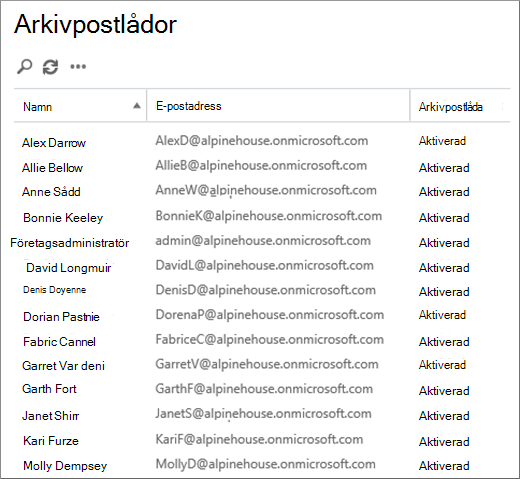 Arkivpostlådor
Namn E-postadress Arkivpostlåda
Alex Darrow AlexD@alpinehouse.onmicrosoft.com Aktiverad
Allie Bellow AllieB@alpinehouse.onmicrosoft.com Aktiverad
Anne Sådd AnneW@alpinehouse.onmicrosoft.com Aktiverad
Bonnie Keeley BonnieK@alpinehouse.onmicrosoft.com Aktiverad
Företagsadministratör admin@alpinehouse.onmicrosoft.com Aktiverad
David Longmuir DavidL@alpinehouse.onmicrosoft.com Aktiverad
Denis Doyenne DenisD@alpinehouse.onmicrosoft.com Aktiverad
Dorian Pastnie DorenaP@alpinehouse.onmicrosoft.com Aktiverad
Fabric Cannel FabriceC@alpinehouse.onmicrosoft.com Aktiverad
Garret Var deni GarretV@alpinehouse.onmicrosoft.com Aktiverad
Garth Fort GarthF@alpinehouse.onmicrosoft.com Aktiverad
Janet Shirr JanetS@alpinehouse.onmicrosoft.com Aktiverad
Kari Furze KariF@alpinehouse.onmicrosoft.com Aktiverad
Molly Dempsey MollyD@alpinehouse.onmicrosoft.com Aktiverad